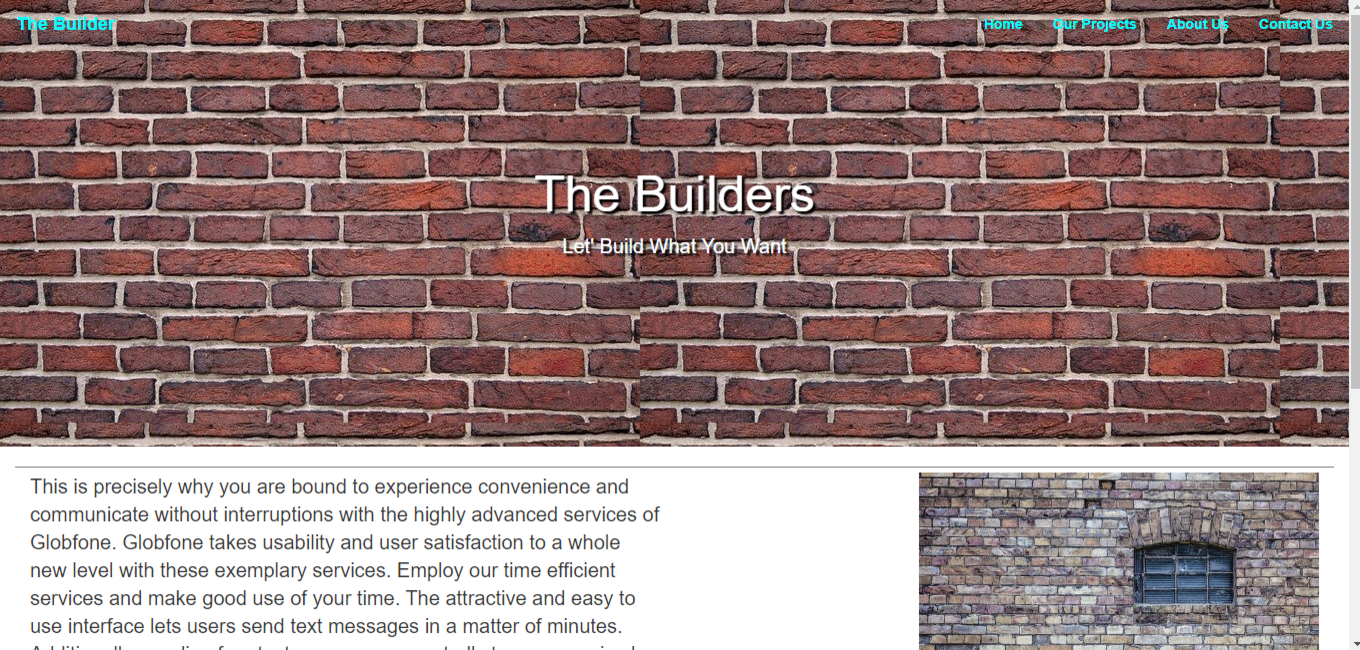 The Builder
Home Our Projects About Us Contact Us
The Builders
Let' Build What You Want
This is precisely why you are bound to experience convenience and
communicate without interruptions with the highly advanced services of
Globfone. Globfone takes usability and user satisfaction to a whole
new level with these exemplary services. Employ our time efficient
services and make good use of your time. The attractive and easy to
use interface lets users send text messages in a matter of minutes.